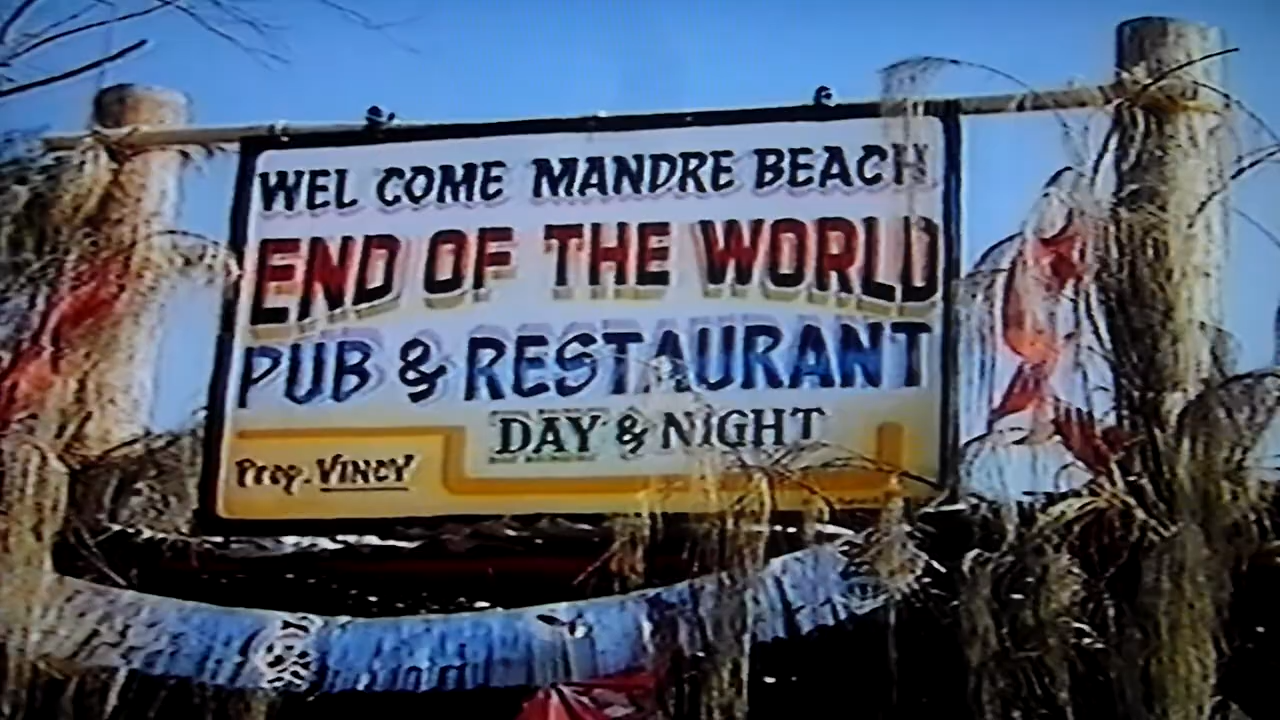 WEL COME MANDRE BEACH
END OF THE WORLD
PUB & RESTAURANT
DAY & NIGHT
Prop. VINCY